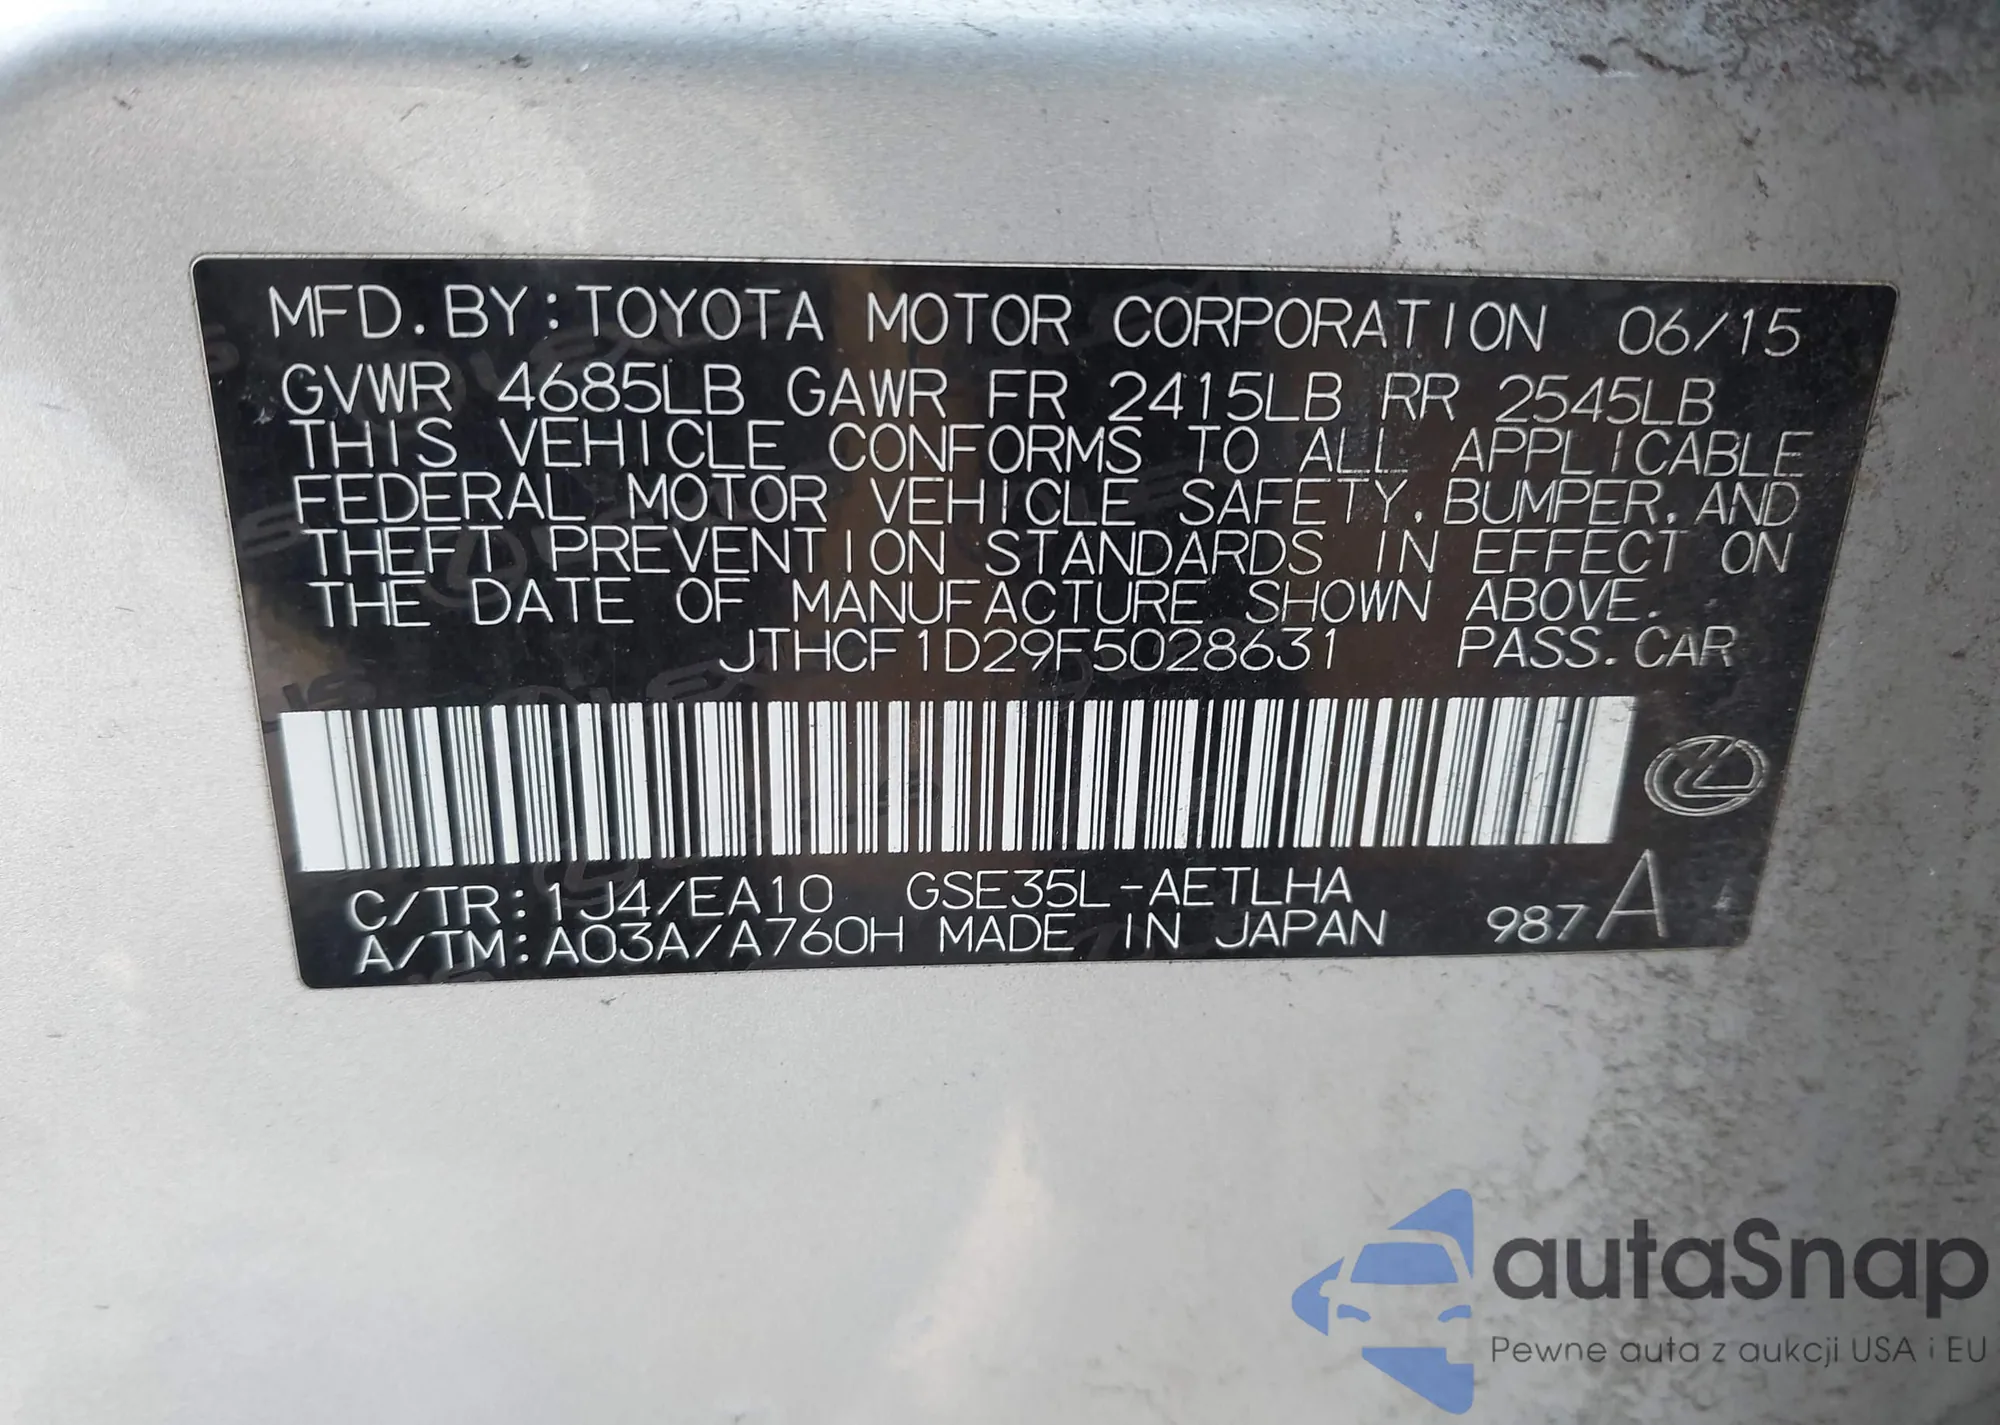 MFD. BY: TOYOTA MOTOR CORPORATION 06/15
GVWR 4685LB GAWR FR 2415LB RR 2545LB
THIS VEHICLE CONFORMS TO ALL APPLICABLE
FEDERAL MOTOR VEHICLE SAFETY, BUMPER, AND
THEFT PREVENTION STANDARDS IN EFFECT ON
THE DATE OF MANUFACTURE SHOWN ABOVE.
JTHCF1D29F5028631 PASS. CAR
C/TR: 1J4/EA10 GSE35L-AETLHA
A/TM: A03A/A760H MADE IN JAPAN 987A
autaSnap
Pewne auta z aukcji USA i EU